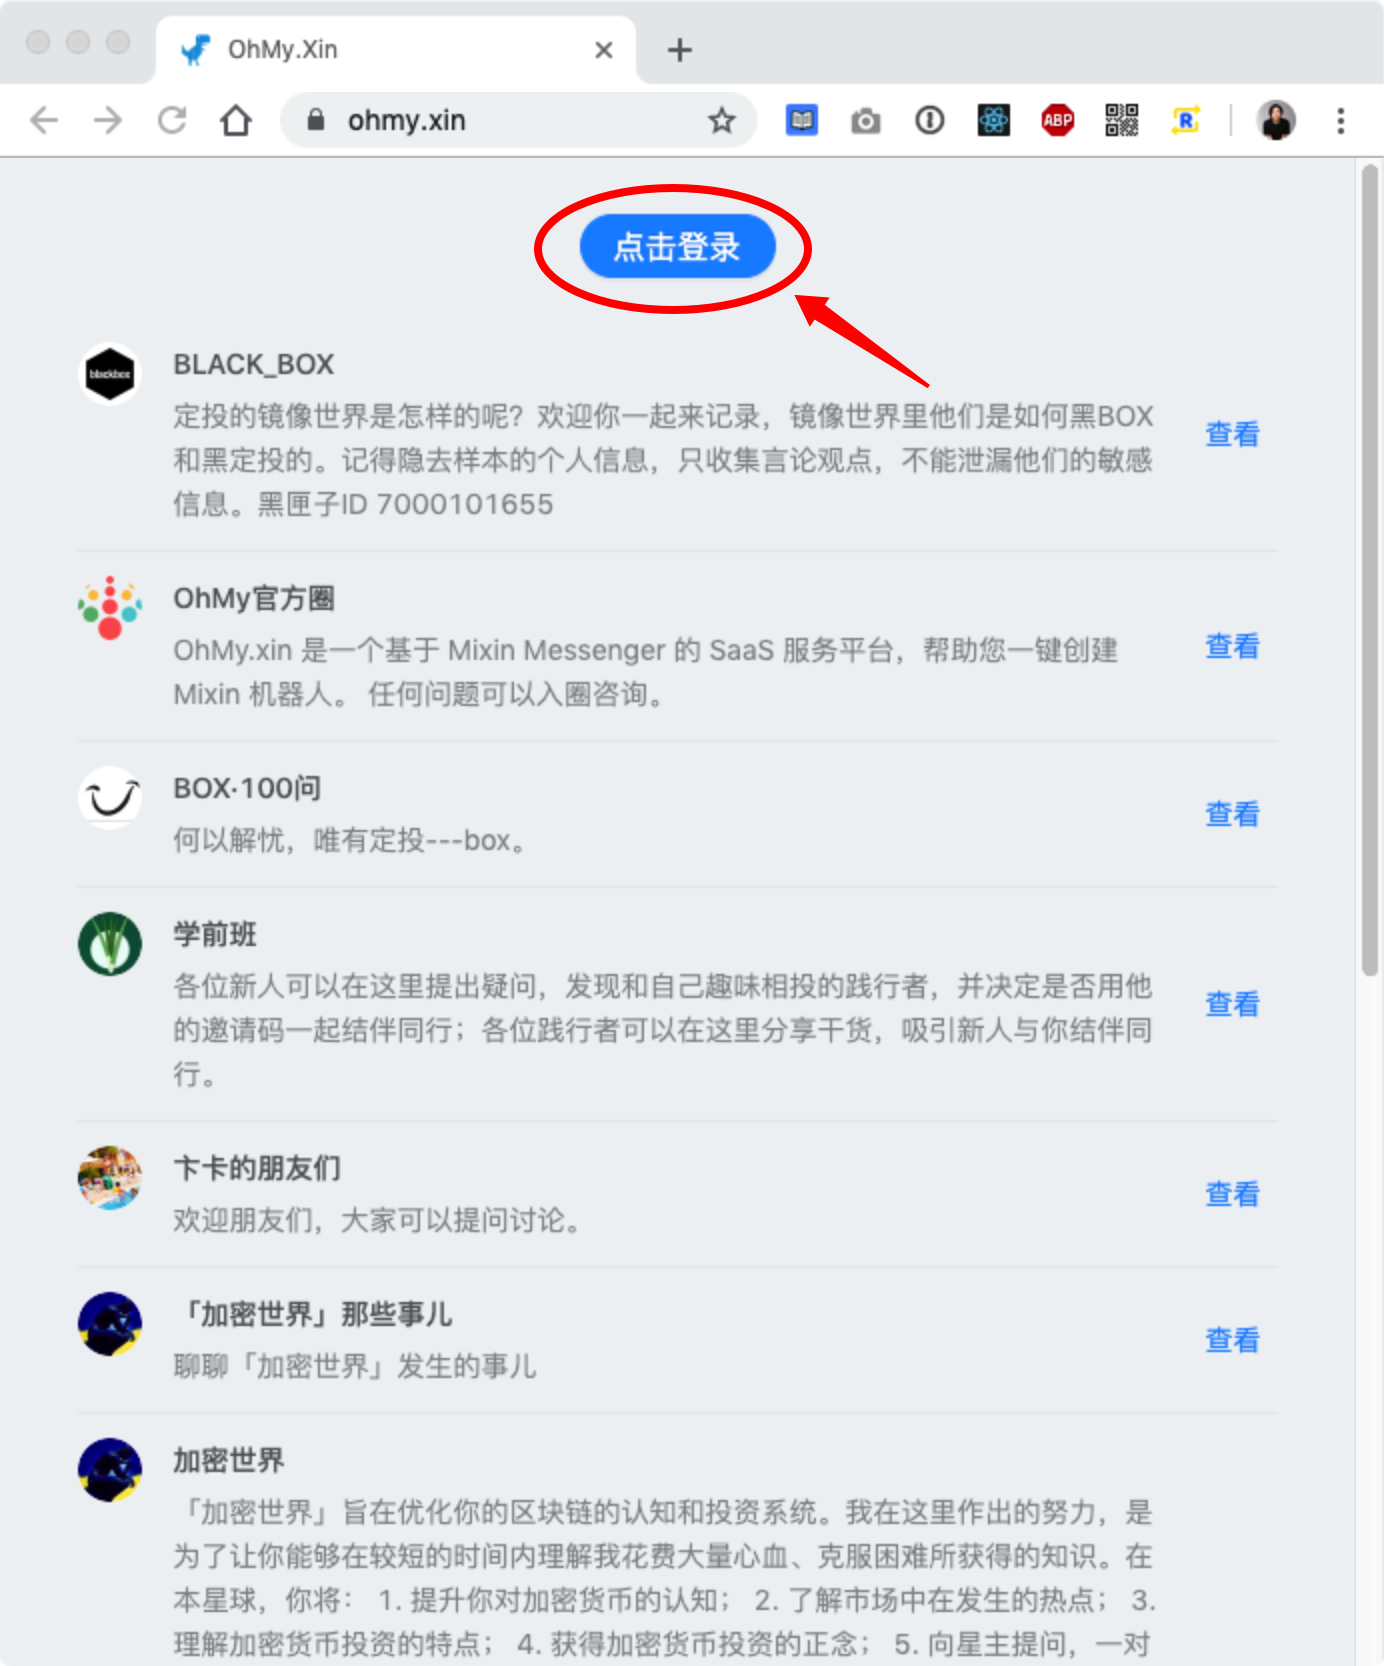 OhMy.Xin
ohmy.xin
ABP
R
点击登录
blackbox
BLACK_BOX
定投的镜像世界是怎样的呢？欢迎你一起来记录，镜像世界里他们是如何黑BOX
和黑定投的。记得隐去样本的个人信息，只收集言论观点，不能泄漏他们的敏感
信息。黑匣子ID 7000101655
查看
OhMy官方圈
OhMy.xin 是一个基于 Mixin Messenger 的 SaaS 服务平台，帮助您一键创建
Mixin 机器人。 任何问题可以入圈咨询。
查看
BOX·100问
何以解忧，唯有定投---box。
查看
学前班
各位新人可以在这里提出疑问，发现和自己趣味相投的践行者，并决定是否用他
的邀请码一起结伴同行；各位践行者可以在这里分享干货，吸引新人与你结伴同
行。
查看
卞卡的朋友们
欢迎朋友们，大家可以提问讨论。
查看
「加密世界」那些事儿
聊聊「加密世界」发生的事儿
查看
加密世界
「加密世界」旨在优化你的区块链的认知和投资系统。我在这里作出的努力，是
为了让你能够在较短的时间内理解我花费大量心血、克服困难所获得的知识。在
本星球，你将： 1. 提升你对加密货币的认知； 2. 了解市场中在发生的热点； 3.
理解加密货币投资的特点； 4. 获得加密货币投资的正念； 5. 向星主提问，一对